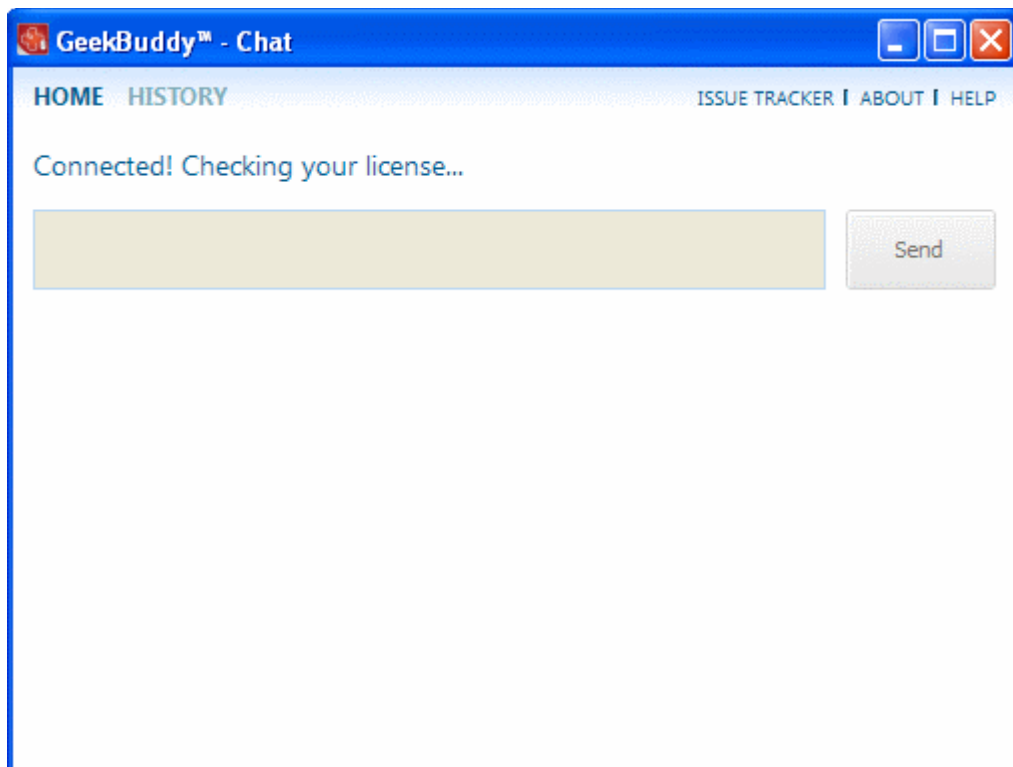 GeekBuddy™ - Chat
HOME HISTORY ISSUE TRACKER | ABOUT | HELP
Connected! Checking your license...
Send